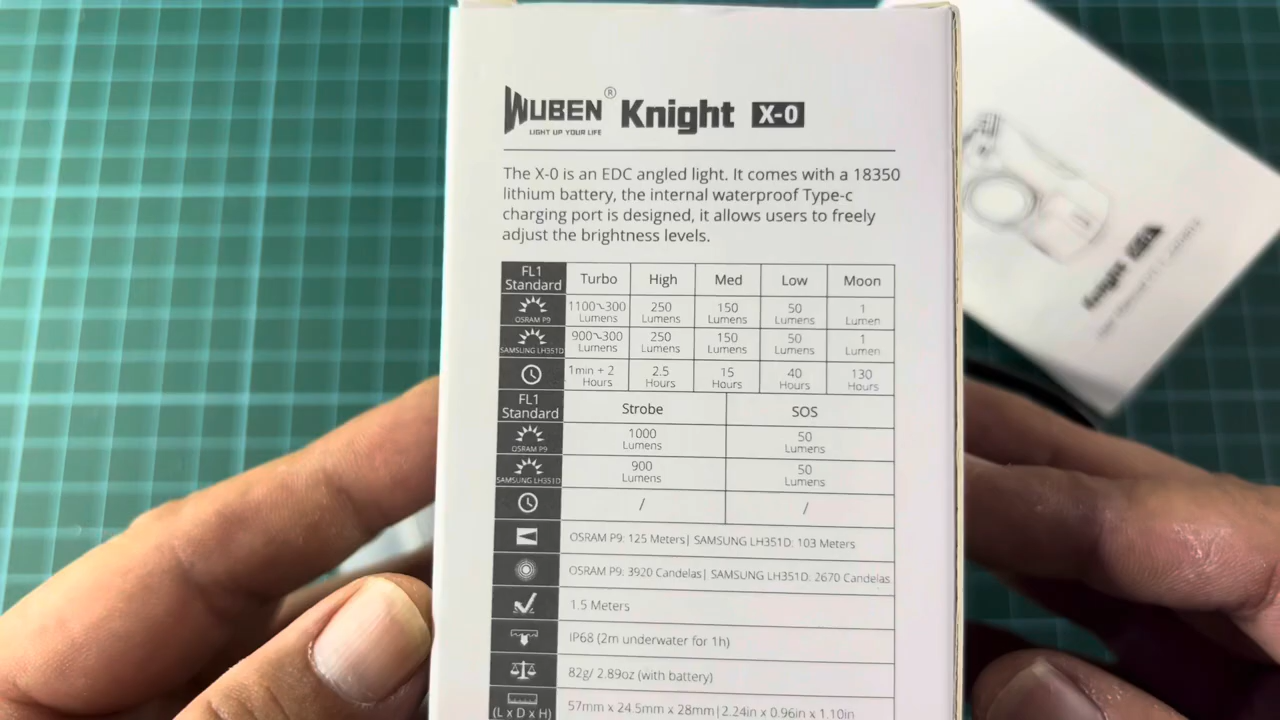 WUBEN® Knight X-0
LIGHT UP YOUR LIFE
The X-0 is an EDC angled light. It comes with a 18350
lithium battery, the internal waterproof Type-c
charging port is designed, it allows users to freely
adjust the brightness levels.
FL1 Standard Turbo High Med Low Moon
OSRAM P9 1100~300 Lumens 250 Lumens 150 Lumens 50 Lumens 1 Lumen
SAMSUNG LH351D 900~300 Lumens 250 Lumens 150 Lumens 50 Lumens 1 Lumen
1min + 2 Hours 2.5 Hours 15 Hours 40 Hours 130 Hours
FL1 Standard Strobe SOS
OSRAM P9 1000 Lumens 50 Lumens
SAMSUNG LH351D 900 Lumens 50 Lumens
/ /
OSRAM P9: 125 Meters| SAMSUNG LH351D: 103 Meters
OSRAM P9: 3920 Candelas| SAMSUNG LH351D: 2670 Candelas
1.5 Meters
IP68 (2m underwater for 1h)
82g/ 2.89oz (with battery)
(L x D x H) 57mm x 24.5mm x 28mm|2.24in x 0.96in x 1.10in
Knight